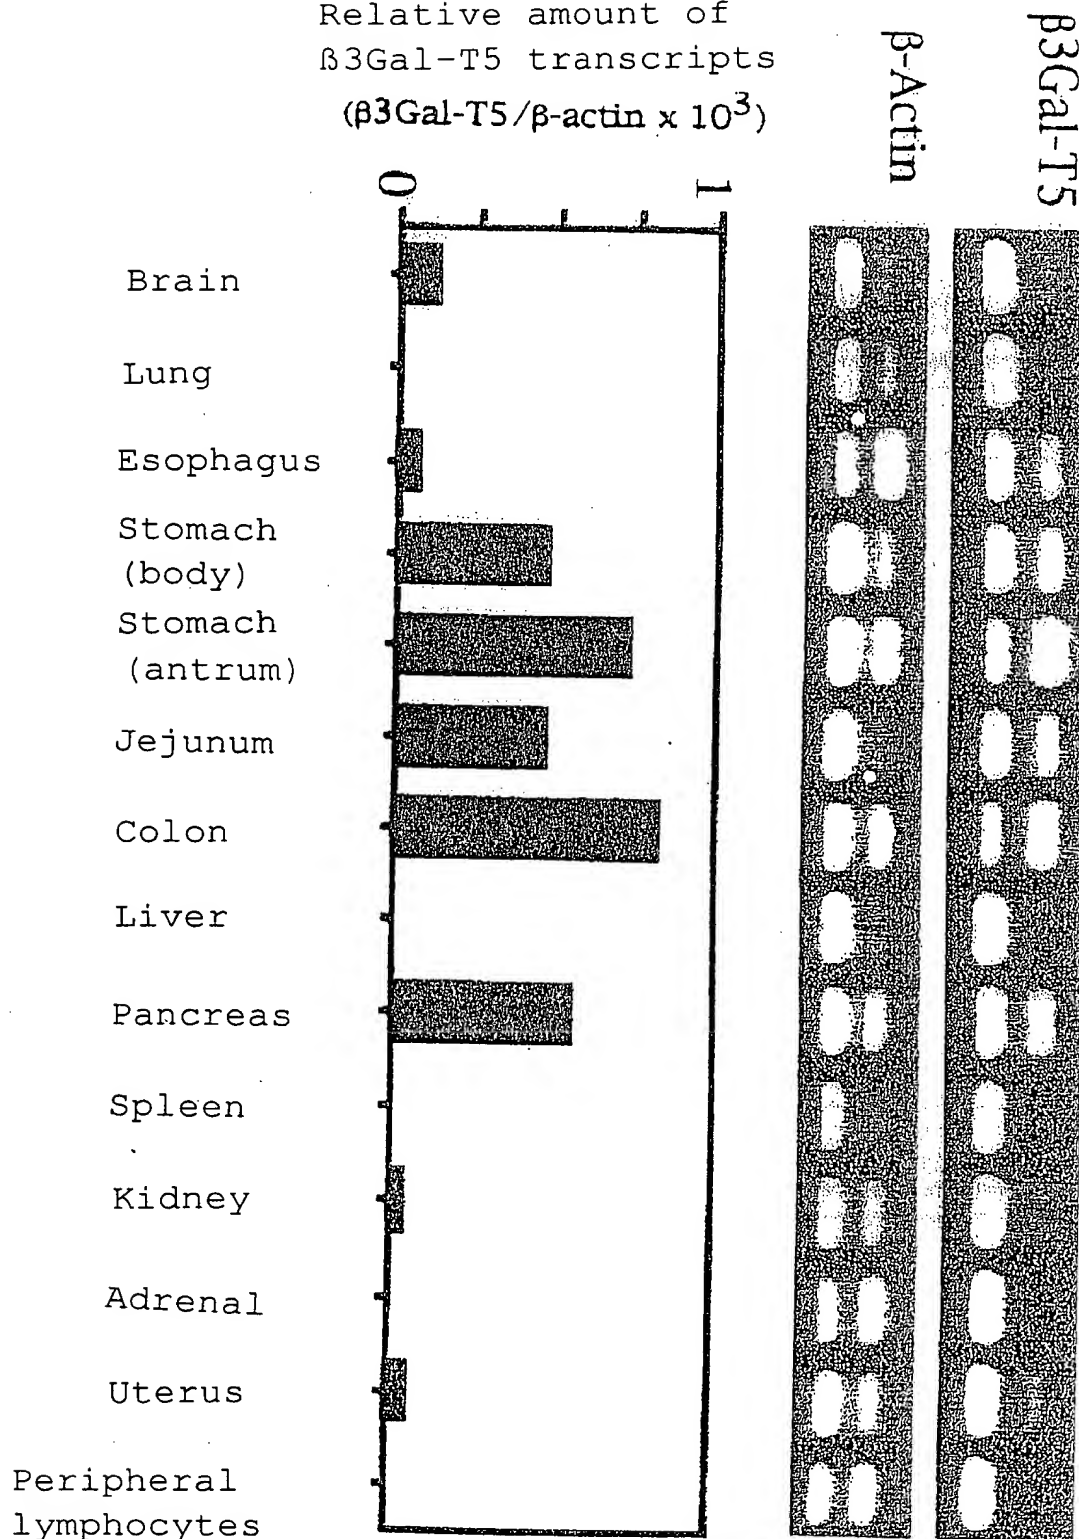 Relative amount of
ß3Gal-T5 transcripts
(β3Gal-T5/β-actin x 10³)
β-Actin
β3Gal-T5
0
1
Brain
Lung
Esophagus
Stomach
(body)
Stomach
(antrum)
Jejunum
Colon
Liver
Pancreas
Spleen
Kidney
Adrenal
Uterus
Peripheral
lymphocytes